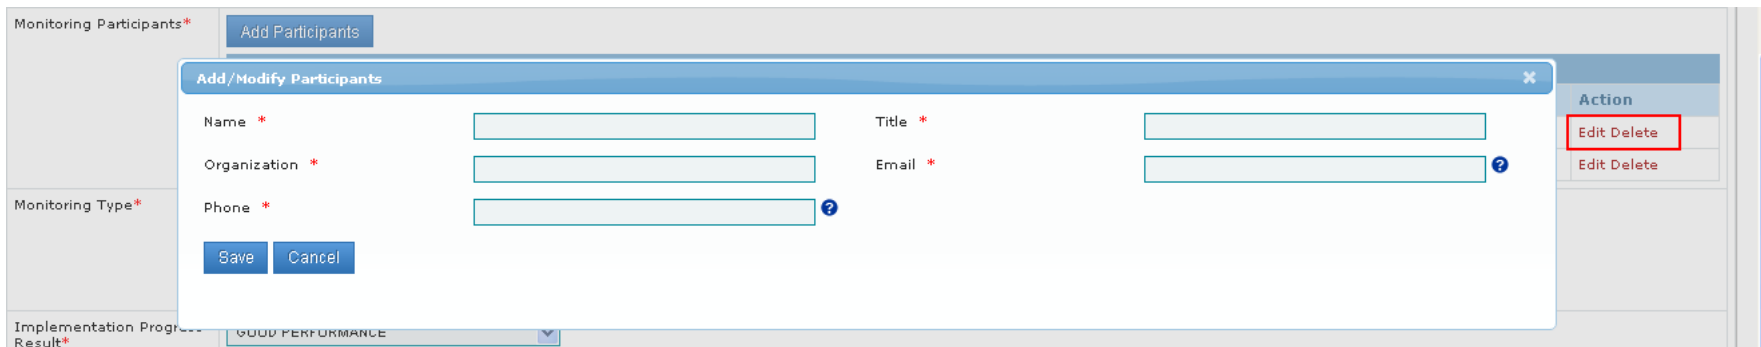 Monitoring Participants*
Add Participants
Add/Modify Participants
Action
Name *
Title *
Edit Delete
Organization *
Email *
Edit Delete
Monitoring Type*
Phone *
Save Cancel
Implementation Progress
GOOD PERFORMANCE
Result*